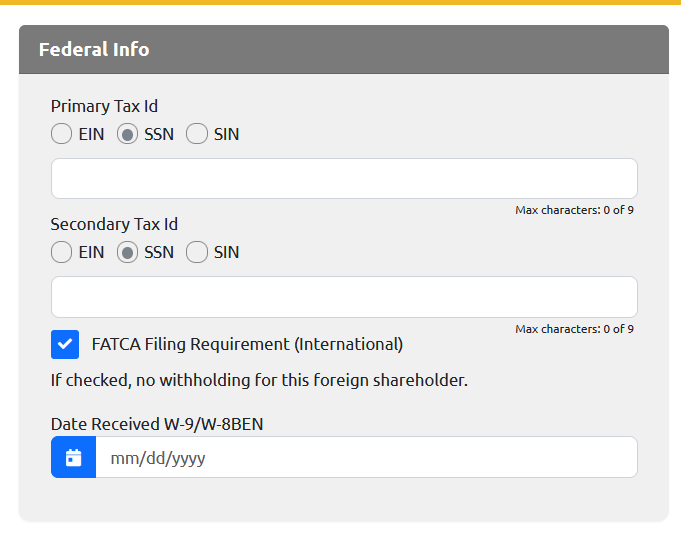 Federal Info
Primary Tax Id
EIN SSN SIN
Max characters: 0 of 9
Secondary Tax Id
EIN SSN SIN
Max characters: 0 of 9
FATCA Filing Requirement (International)
If checked, no withholding for this foreign shareholder.
Date Received W-9/W-8BEN
mm/dd/yyyy